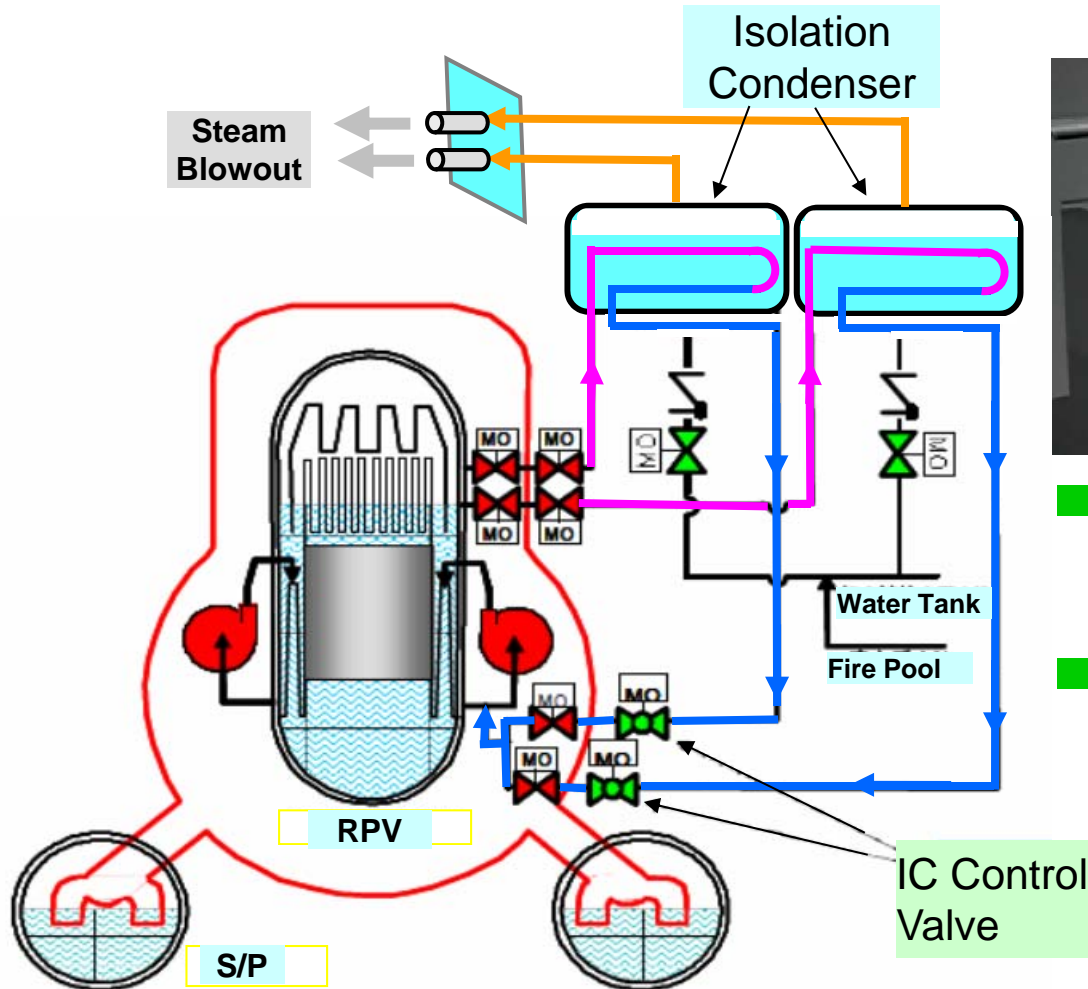 Isolation
Condenser
Steam
Blowout
MO
MO
MO
MO
MO
MO
Water Tank
Fire Pool
MO
MO
MO
MO
RPV
IC Control
Valve
S/P